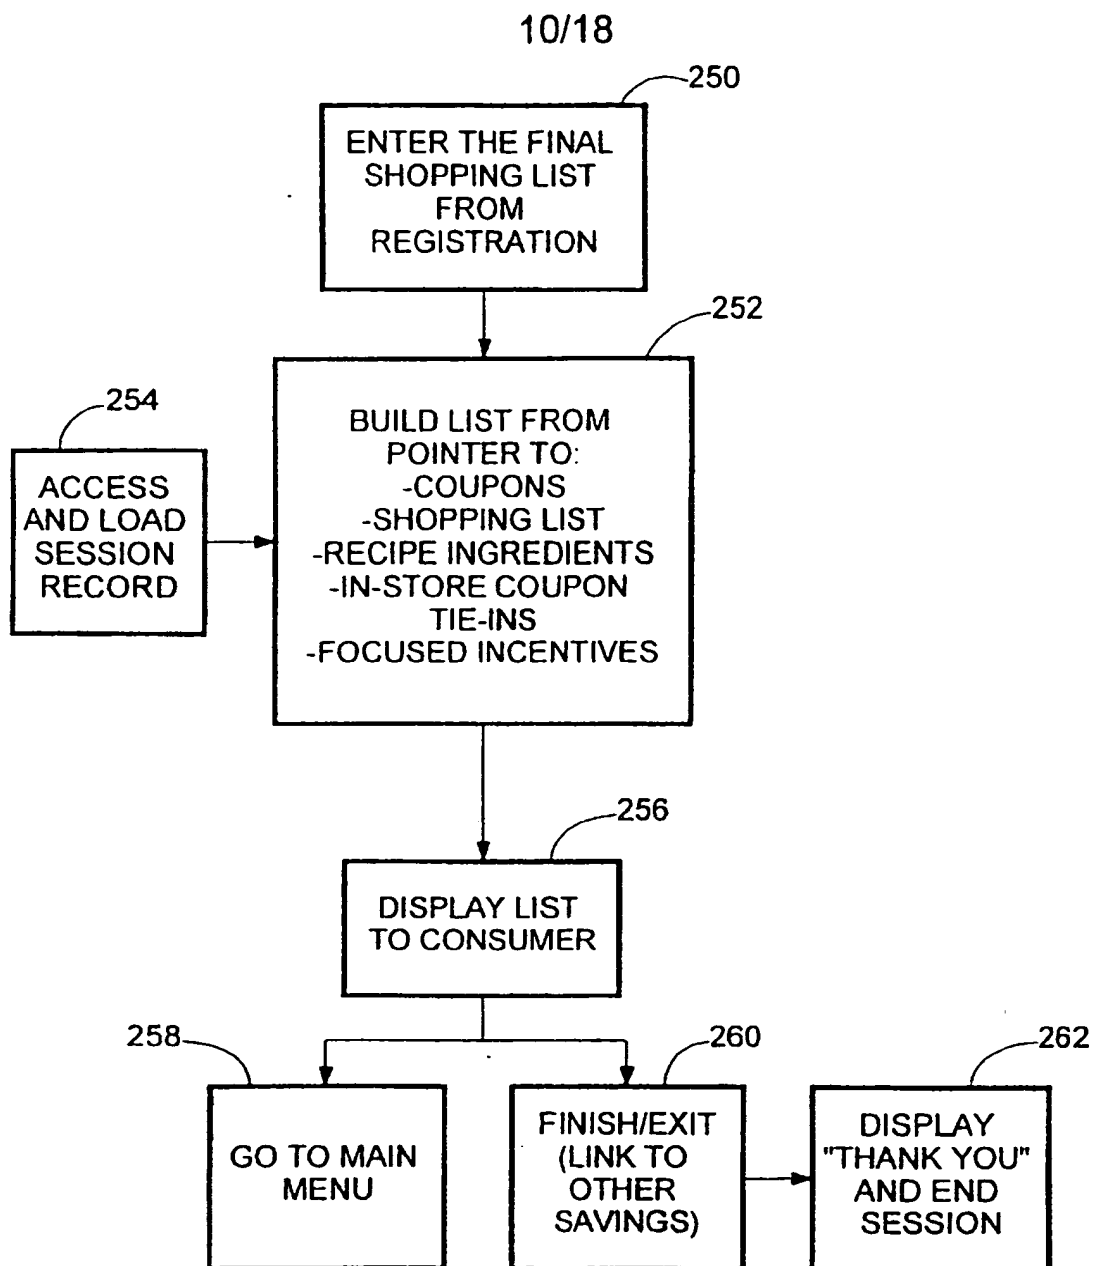 10/18
250
ENTER THE FINAL
SHOPPING LIST
FROM
REGISTRATION
252
BUILD LIST FROM
POINTER TO:
-COUPONS
-SHOPPING LIST
-RECIPE INGREDIENTS
-IN-STORE COUPON
TIE-INS
-FOCUSED INCENTIVES
254
ACCESS
AND LOAD
SESSION
RECORD
256
DISPLAY LIST
TO CONSUMER
258
GO TO MAIN
MENU
260
FINISH/EXIT
(LINK TO
OTHER
SAVINGS)
262
DISPLAY
"THANK YOU"
AND END
SESSION